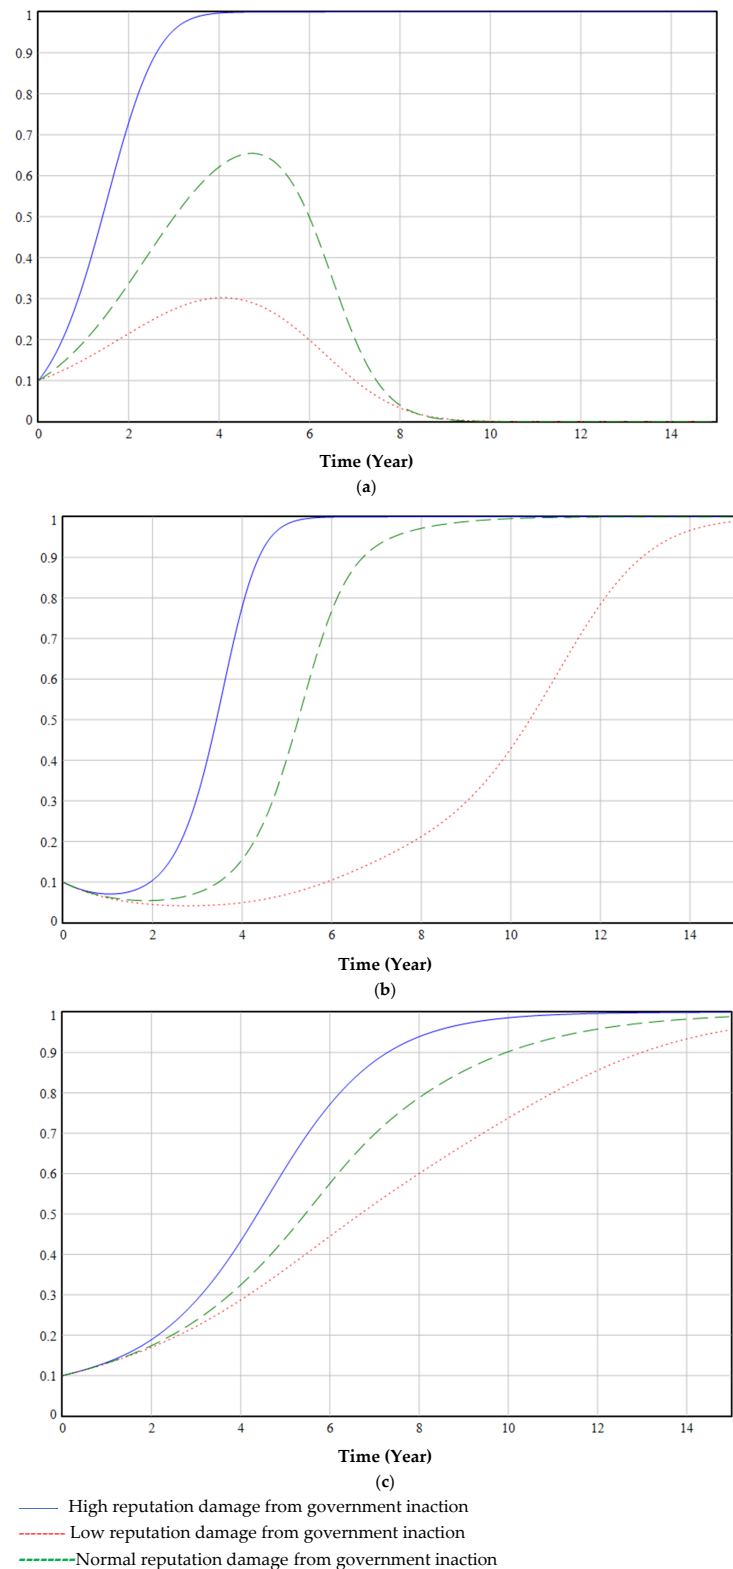 1
0.9
0.8
0.7
0.6
0.5
0.4
0.3
0.2
0.1
0
0 2 4 6 8 10 12 14
Time (Year)
(a)
1
0.9
0.8
0.7
0.6
0.5
0.4
0.3
0.2
0.1
0
0 2 4 6 8 10 12 14
Time (Year)
(b)
1
0.9
0.8
0.7
0.6
0.5
0.4
0.3
0.2
0.1
0
0 2 4 6 8 10 12 14
Time (Year)
(c)
High reputation damage from government inaction
Low reputation damage from government inaction
Normal reputation damage from government inaction